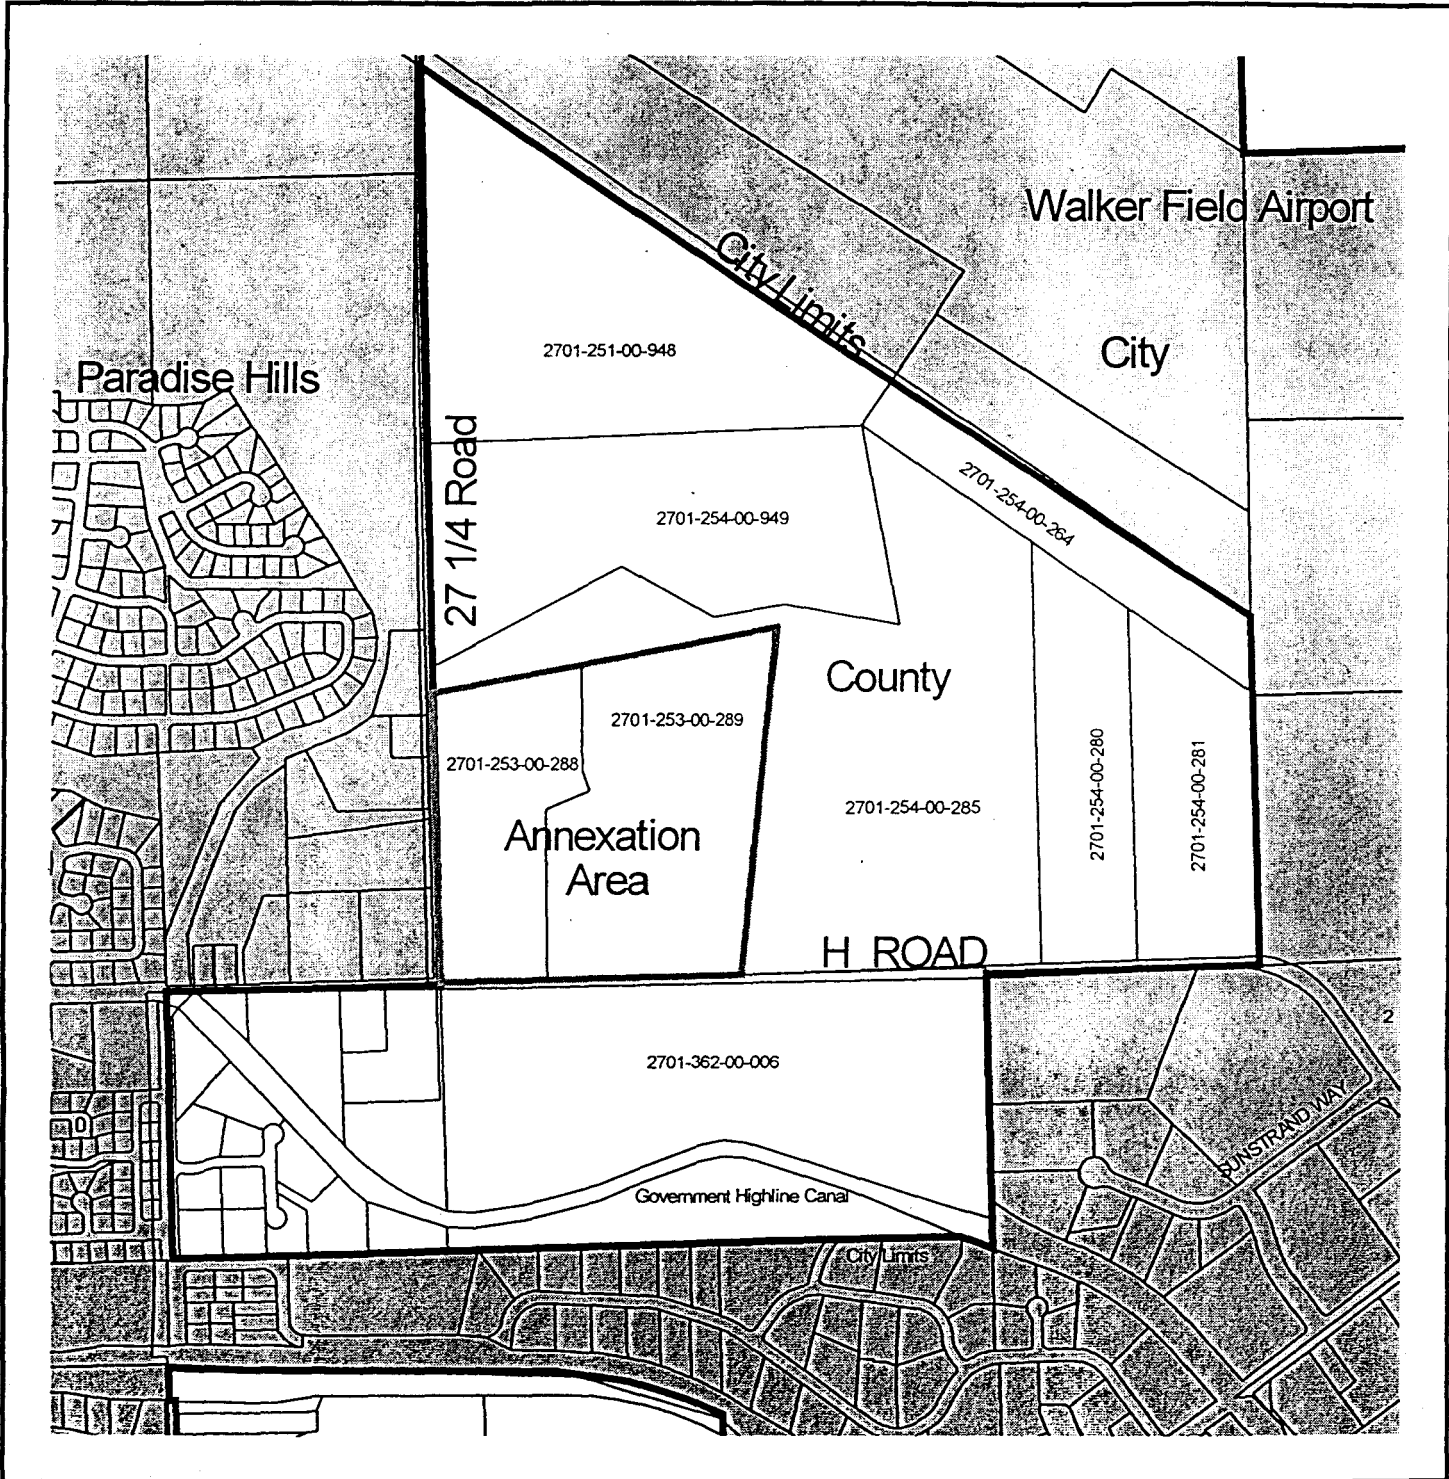 Walker Field Airport
City Limits
2701-251-00-948
City
Paradise Hills
27 1/4 Road
2701-254-00-264
2701-254-00-949
County
2701-253-00-289
2701-253-00-288
2701-254-00-280
2701-254-00-281
2701-254-00-285
Annexation
Area
H ROAD
2
2701-362-00-006
0
SUNSTRAND WAY
Government Highline Canal
City Limits